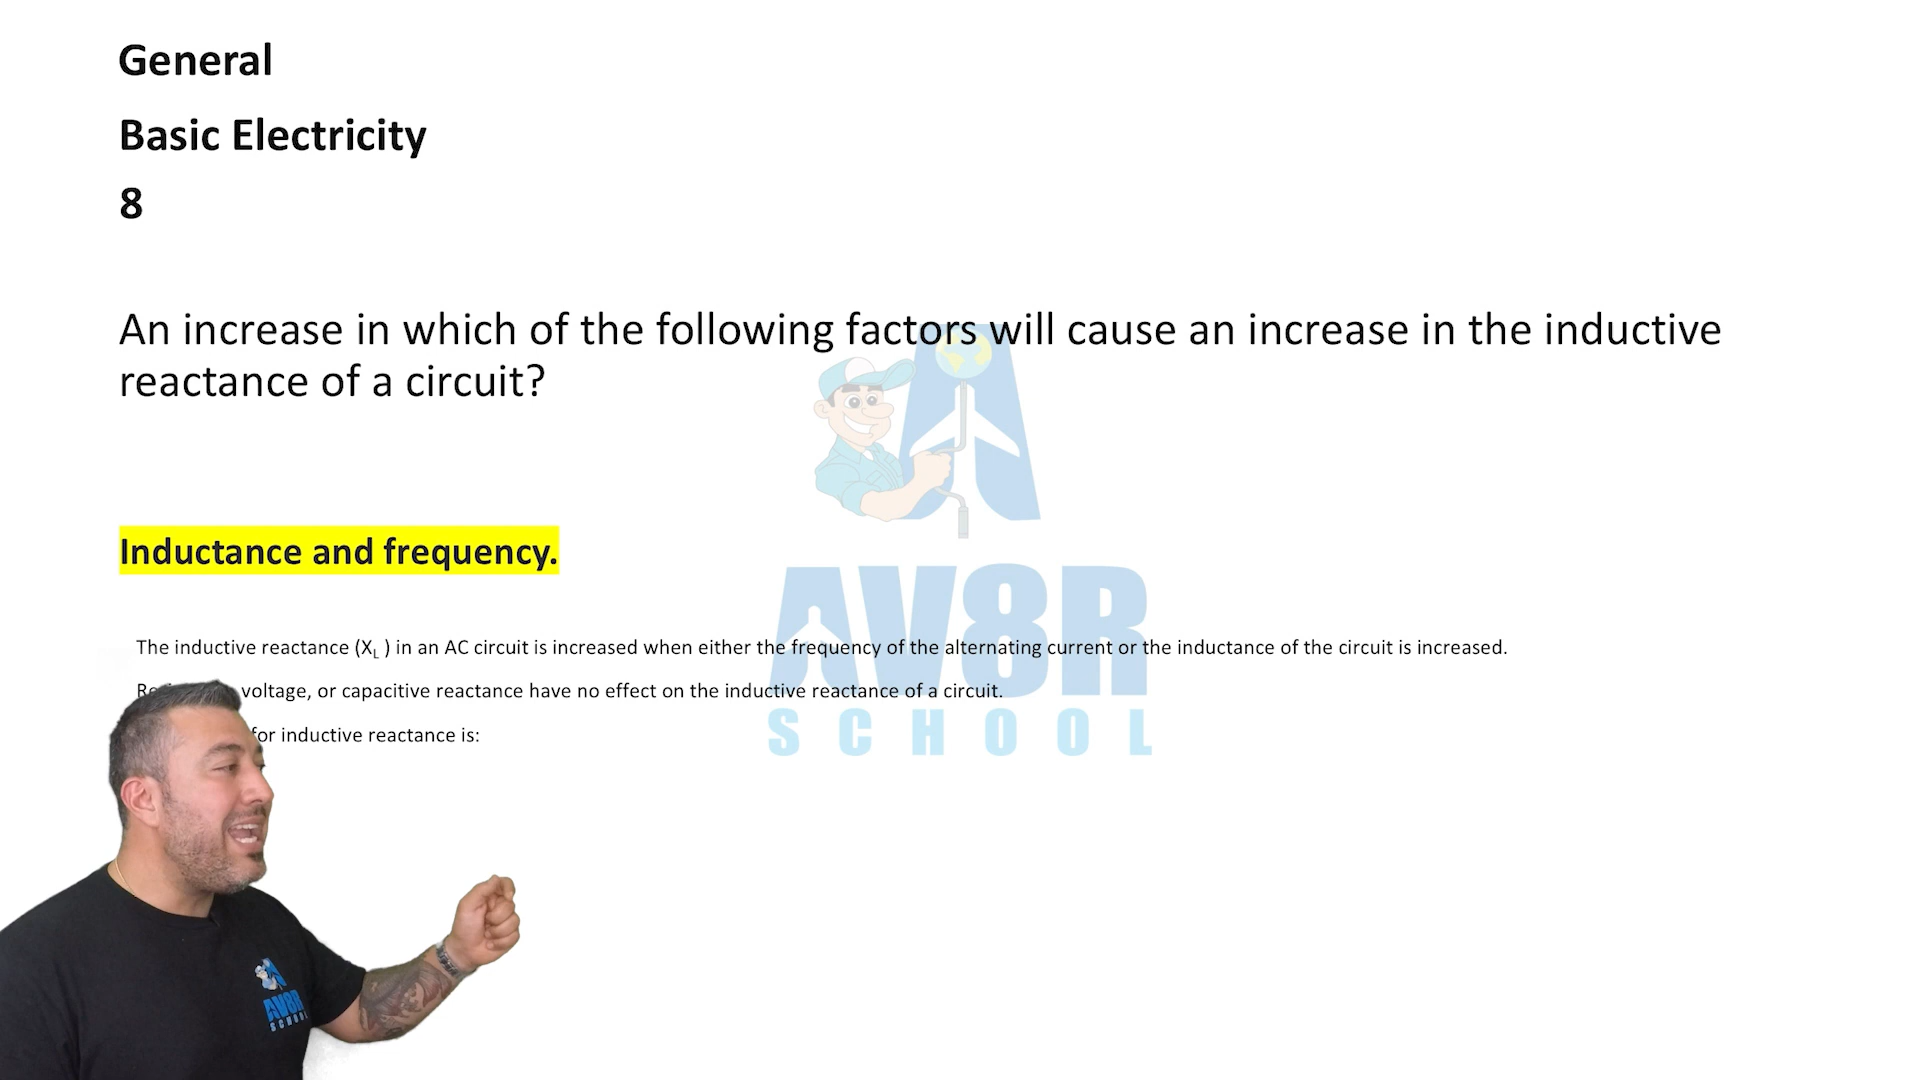 General
Basic Electricity
8
An increase in which of the following factors will cause an increase in the inductive
reactance of a circuit?
Inductance and frequency.
The inductive reactance (XL ) in an AC circuit is increased when either the frequency of the alternating current or the inductance of the circuit is increased.
voltage, or capacitive reactance have no effect on the inductive reactance of a circuit.
for inductive reactance is:
AV8R
SCHOOL
AV8R
SCHOOL